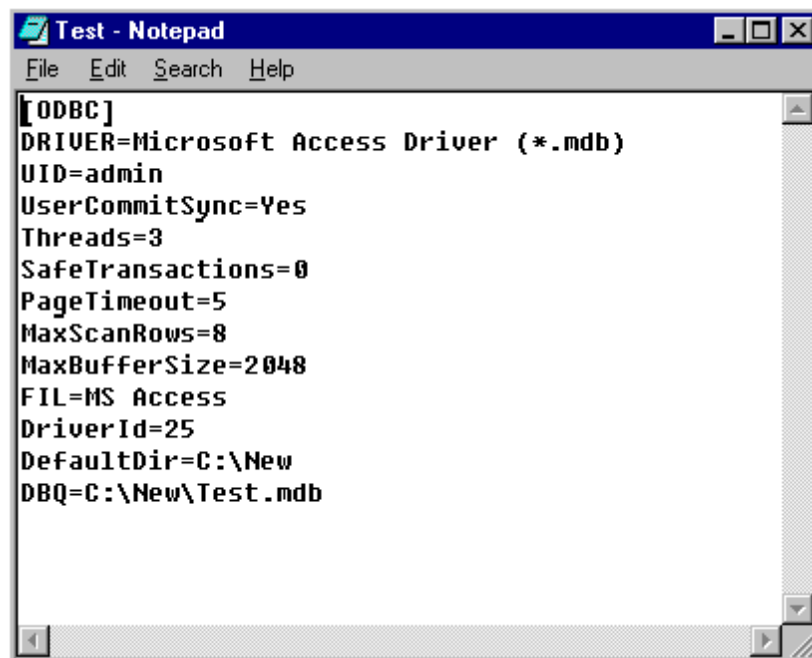 Test - Notepad
File Edit Search Help
[ODBC]
DRIVER=Microsoft Access Driver (*.mdb)
UID=admin
UserCommitSync=Yes
Threads=3
SafeTransactions=0
PageTimeout=5
MaxScanRows=8
MaxBufferSize=2048
FIL=MS Access
DriverId=25
DefaultDir=C:\New
DBQ=C:\New\Test.mdb